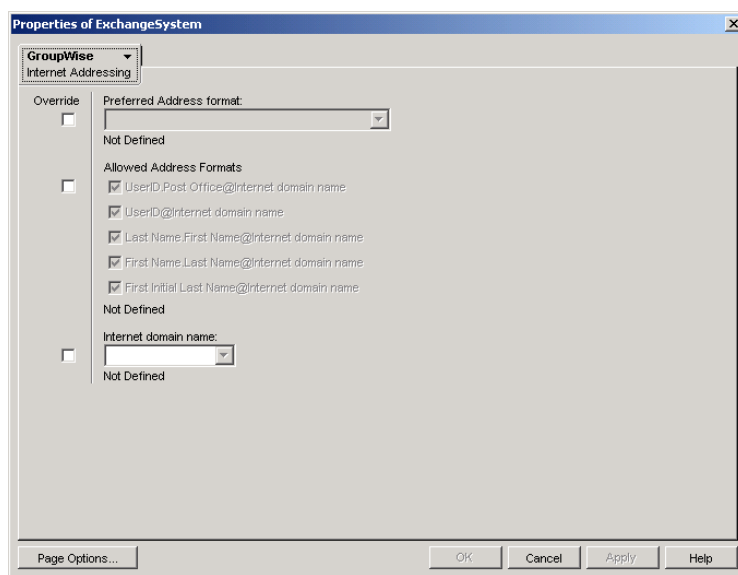 Properties of ExchangeSystem
GroupWise
Internet Addressing
Override
Preferred Address format:
Not Defined
Allowed Address Formats
UserID.Post Office@Internet domain name
UserID@Internet domain name
Last Name.First Name@Internet domain name
First Name.Last Name@Internet domain name
First Initial Last Name@Internet domain name
Not Defined
Internet domain name:
Not Defined
Page Options... OK Cancel Apply Help